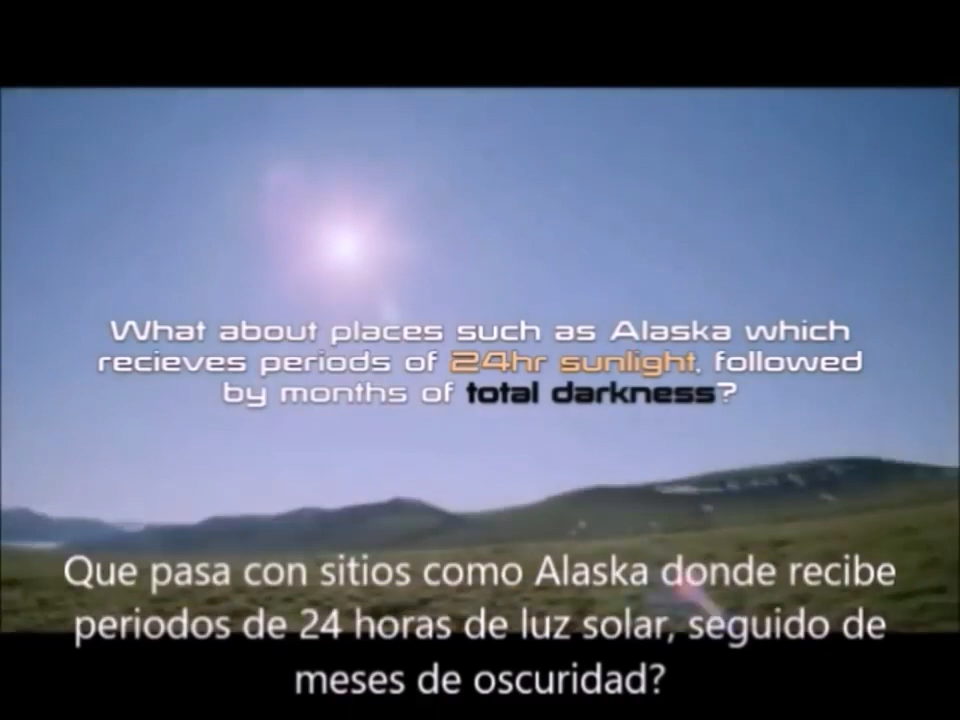 What about places such as Alaska which
recieves periods of 24hr sunlight, followed
by months of total darkness?
Que pasa con sitios como Alaska donde recibe
periodos de 24 horas de luz solar, seguido de
meses de oscuridad?